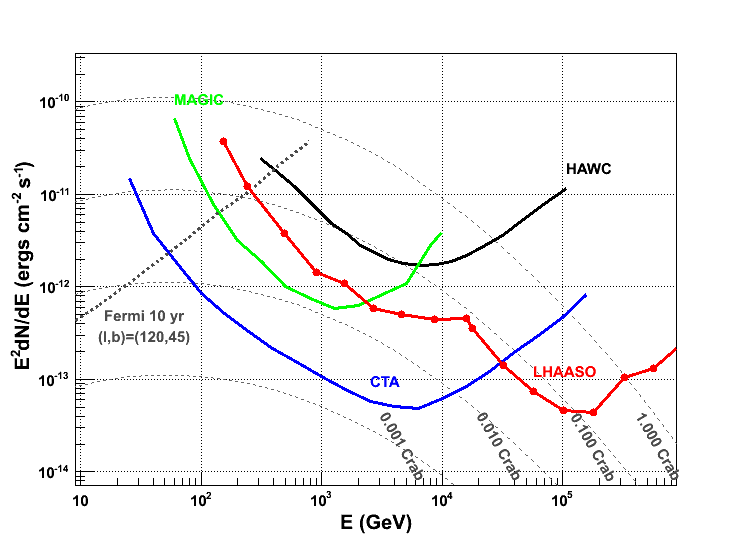 E²dN/dE (ergs cm⁻² s⁻¹)
10⁻¹⁰
10⁻¹¹
10⁻¹²
10⁻¹³
10⁻¹⁴
MAGIC
HAWC
Fermi 10 yr
(l,b)=(120,45)
CTA
LHAASO
0.001 Crab
0.010 Crab
0.100 Crab
1.000 Crab
10 10² 10³ 10⁴ 10⁵
E (GeV)